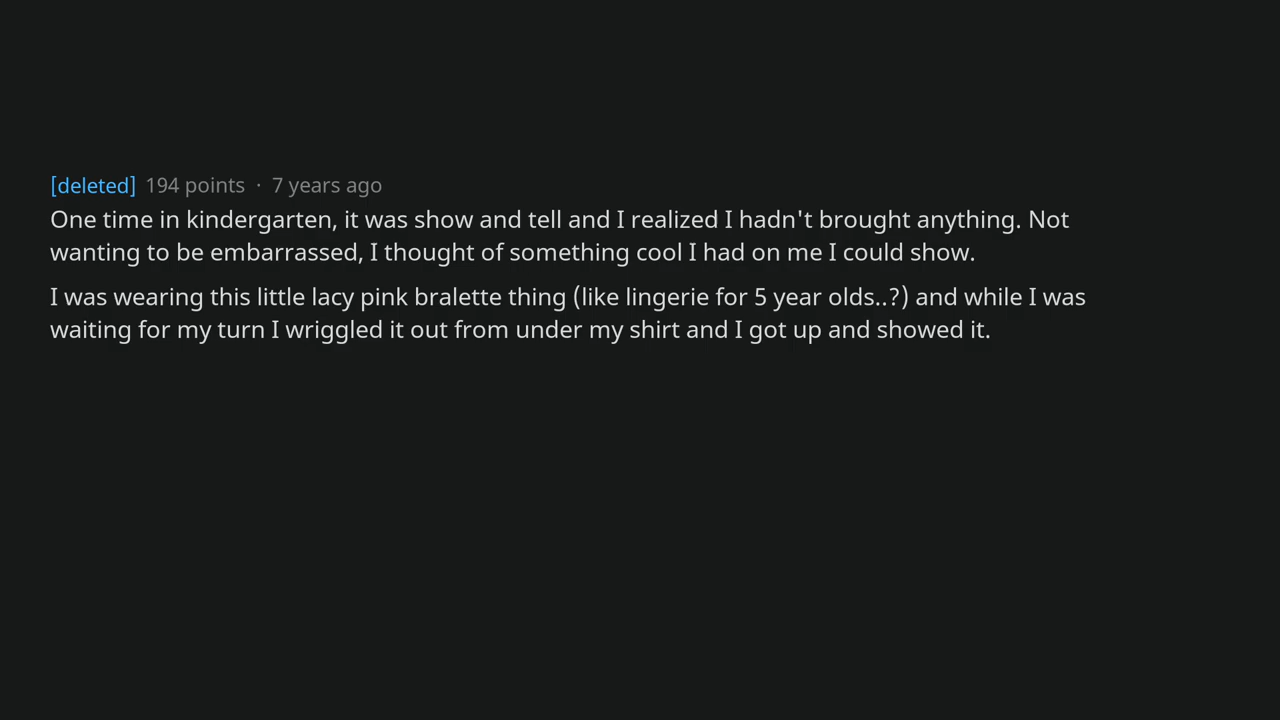 [deleted] 194 points · 7 years ago
One time in kindergarten, it was show and tell and I realized I hadn't brought anything. Not
wanting to be embarrassed, I thought of something cool I had on me I could show.
I was wearing this little lacy pink bralette thing (like lingerie for 5 year olds..?) and while I was
waiting for my turn I wriggled it out from under my shirt and I got up and showed it.